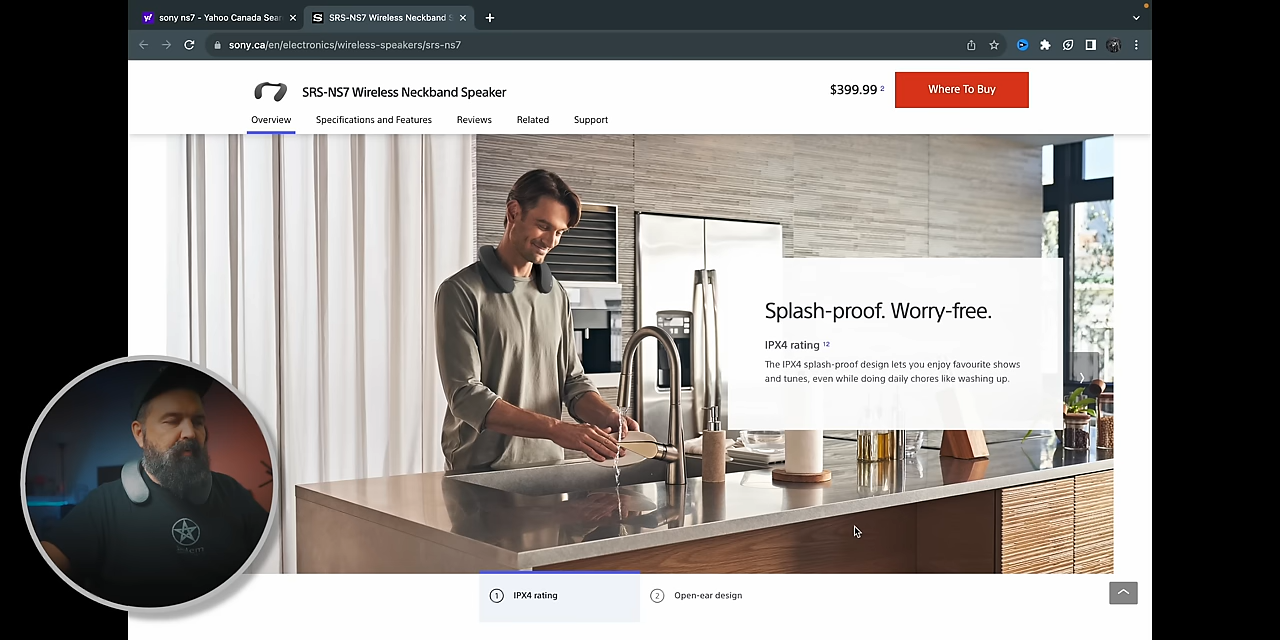 sony ns7 - Yahoo Canada Sea
SRS-NS7 Wireless Neckband S
sony.ca/en/electronics/wireless-speakers/srs-ns7
SRS-NS7 Wireless Neckband Speaker
$399.99 2
Where To Buy
Overview
Specifications and Features
Reviews
Related
Support
Splash-proof. Worry-free.
IPX4 rating 12
The IPX4 splash-proof design lets you enjoy favourite shows
and tunes, even while doing daily chores like washing up.
1 IPX4 rating
2 Open-ear design